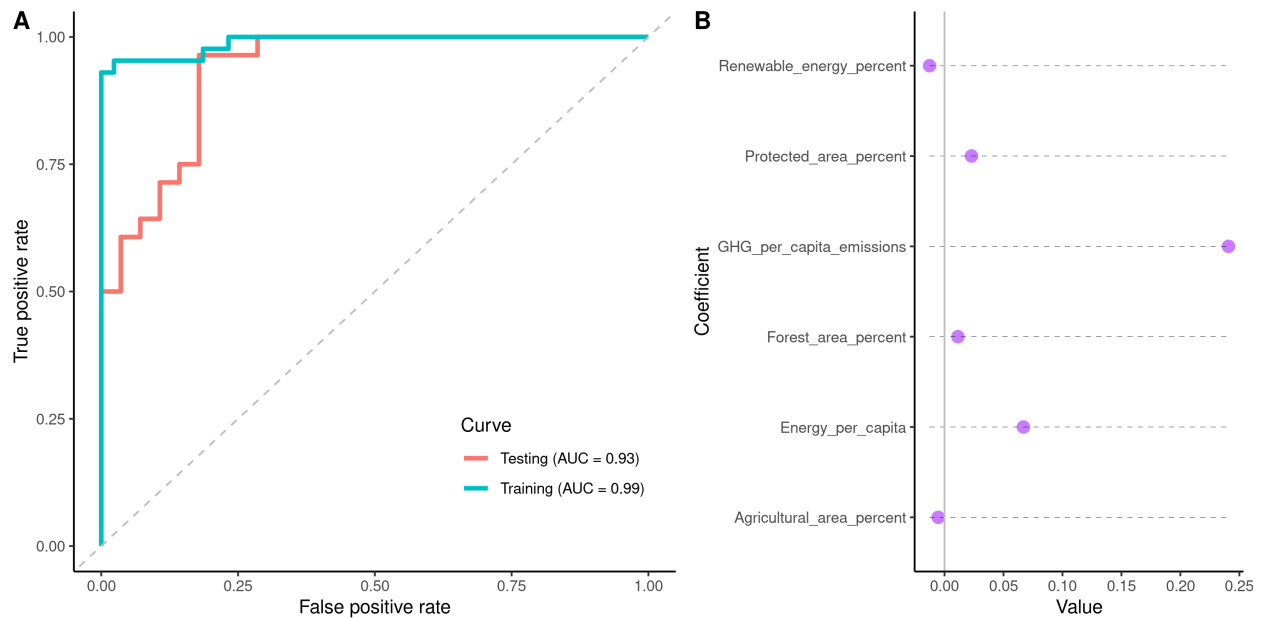 A
1.00
0.75
0.50
0.25
0.00
True positive rate
0.00
0.25
0.50
0.75
1.00
False positive rate
Curve
Testing (AUC = 0.93)
Training (AUC = 0.99)
B
Renewable_energy_percent
Protected_area_percent
GHG_per_capita_emissions
Forest_area_percent
Energy_per_capita
Agricultural_area_percent
Coefficient
0.00
0.05
0.10
0.15
0.20
0.25
Value